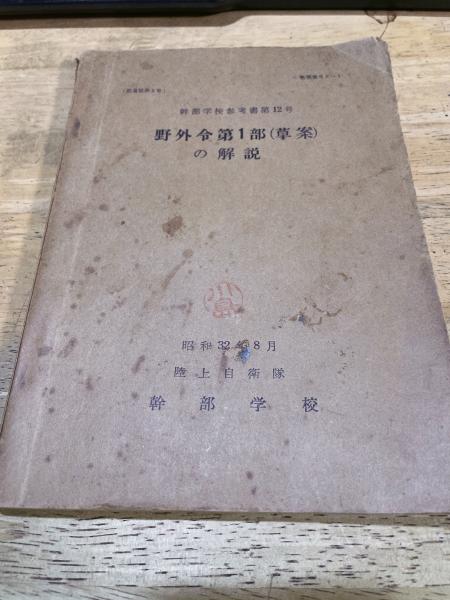 幹部学校参考書第12号
野外令第1部(草案)
の解説
昭和32年8月
陸上自衛隊
幹部学校